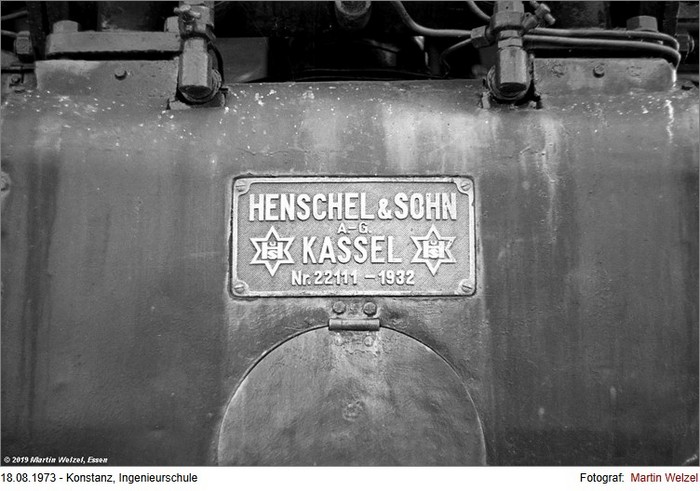 HENSCHEL & SOHN
A-G.
KASSEL
Nr. 22111 – 1932
© 2019 Martin Welzel, Essen
18.08.1973 - Konstanz, Ingenieurschule
Fotograf: Martin Welzel